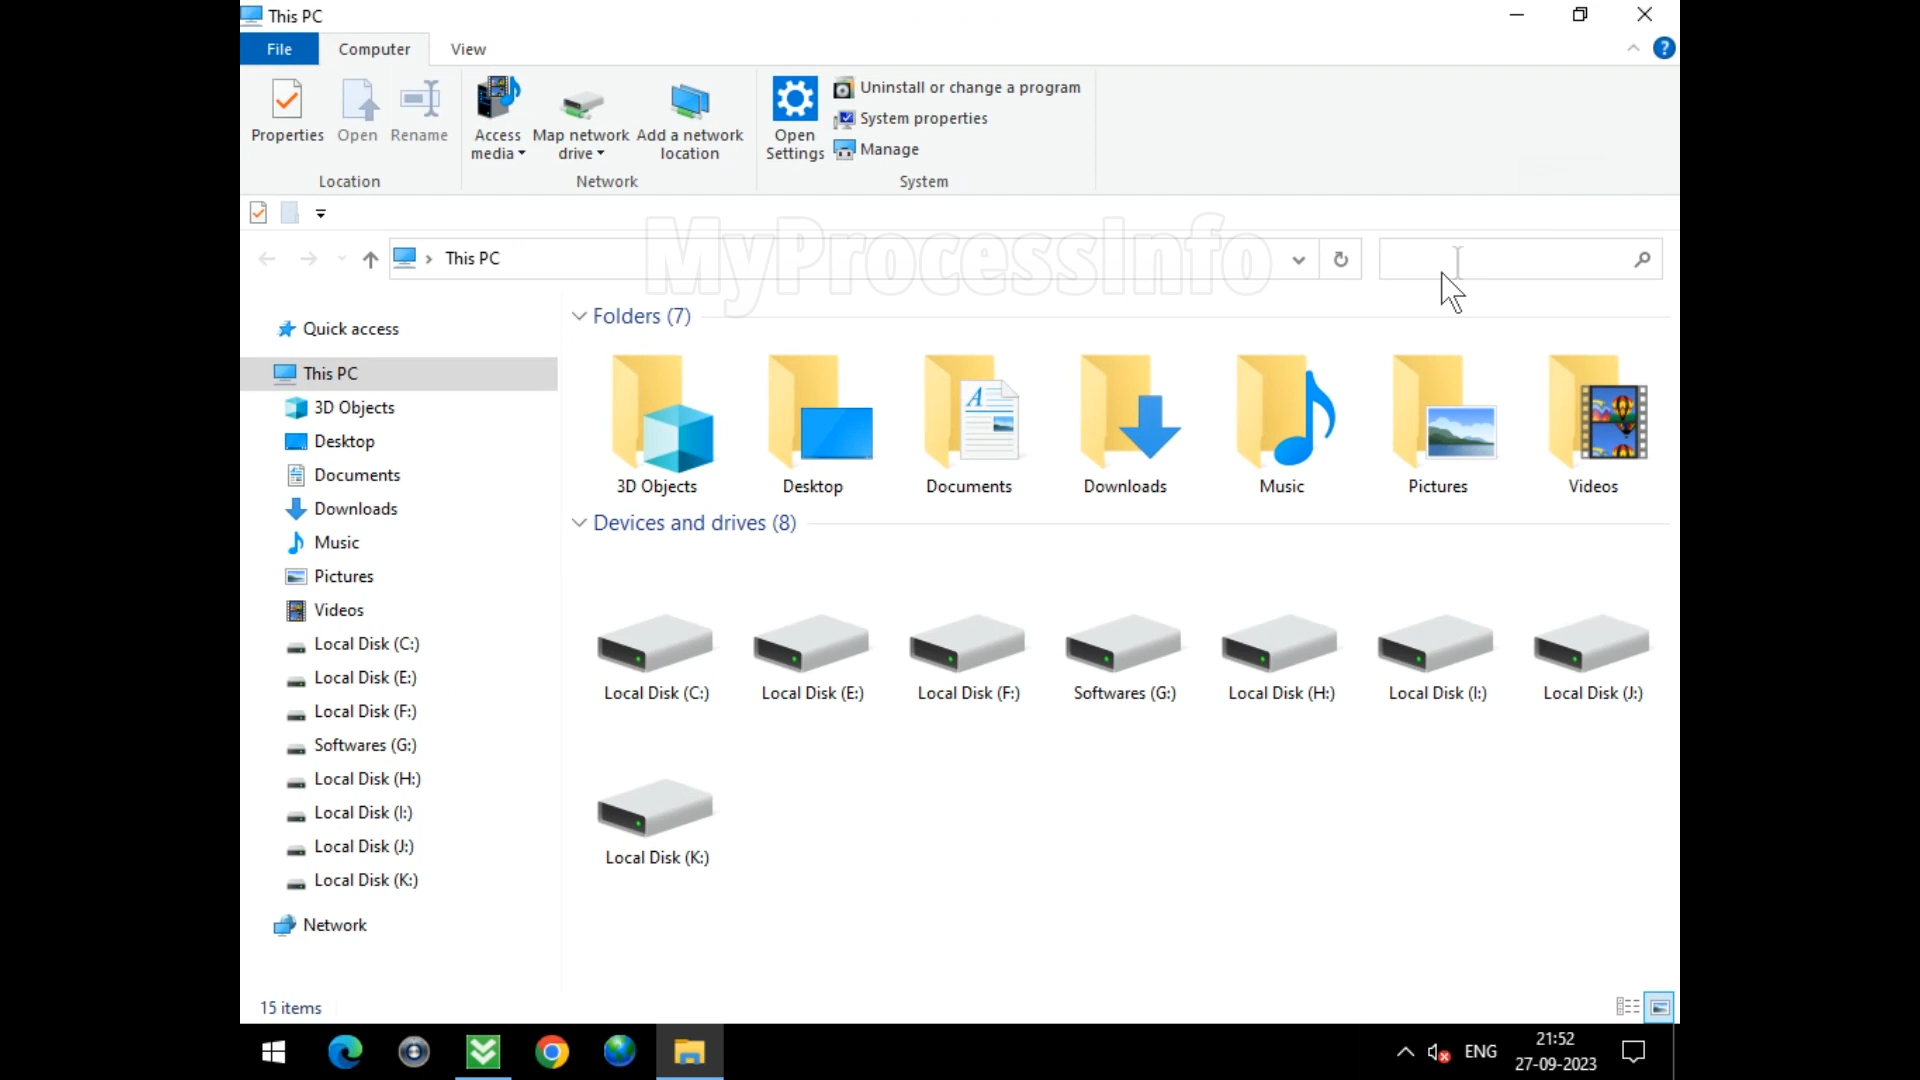 This PC
File
Computer
View
?
Properties
Open
Rename
Access media
Map network drive
Add a network location
Open Settings
Uninstall or change a program
System properties
Manage
Location
Network
System
MyProcessInfo
This PC
Quick access
This PC
3D Objects
Desktop
Documents
Downloads
Music
Pictures
Videos
Local Disk (C:)
Local Disk (E:)
Local Disk (F:)
Softwares (G:)
Local Disk (H:)
Local Disk (I:)
Local Disk (J:)
Local Disk (K:)
Network
Folders (7)
3D Objects
Desktop
Documents
Downloads
Music
Pictures
Videos
Devices and drives (8)
Local Disk (C:)
Local Disk (E:)
Local Disk (F:)
Softwares (G:)
Local Disk (H:)
Local Disk (I:)
Local Disk (J:)
Local Disk (K:)
15 items
ENG
21:52
27-09-2023